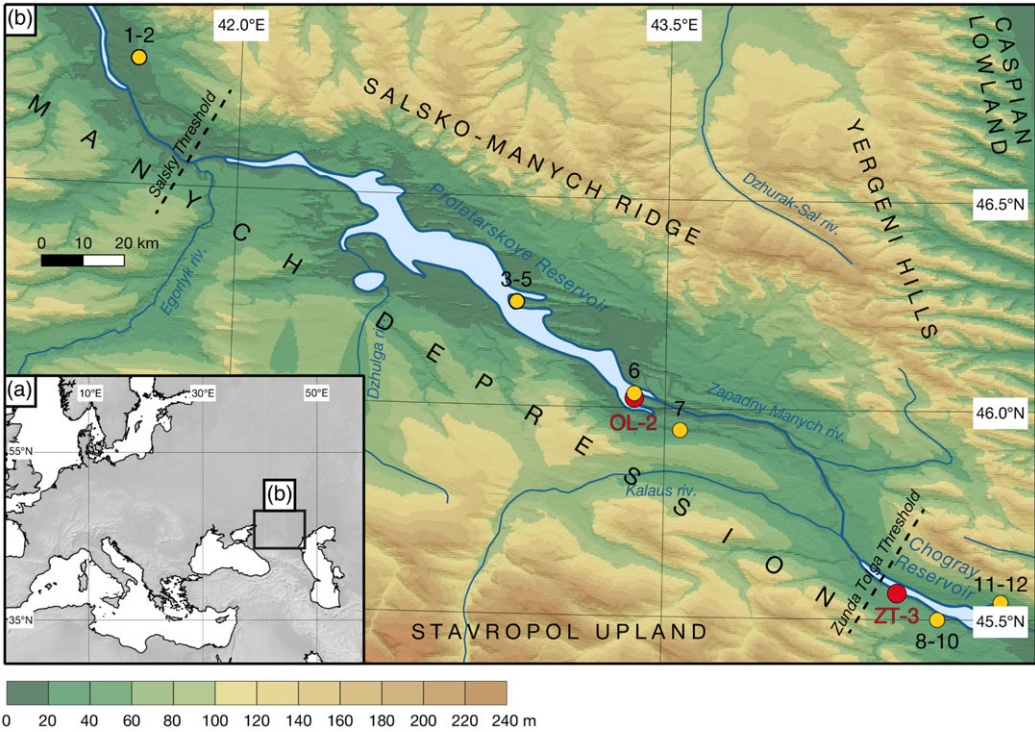 (b)
42.0°E
43.5°E
1-2
CASPIAN
LOWLAND
SALSKO-MANYCH RIDGE
YERGENI HILLS
MANYCH DEPRESSION
Salsky Threshold
Dzhurak-Sal riv.
46.5°N
0 10 20 km
Proletarskoye Reservoir
Egorlyk riv.
3-5
Dzhulga riv.
6
OL-2
7
Zapadny Manych riv.
46.0°N
(a)
10°E
30°E
50°E
55°N
(b)
35°N
Kalaus riv.
Zunda Tolga Threshold
Chogray
Reservoir
11-12
ZT-3
45.5°N
8-10
STAVROPOL UPLAND
0 20 40 60 80 100 120 140 160 180 200 220 240 m